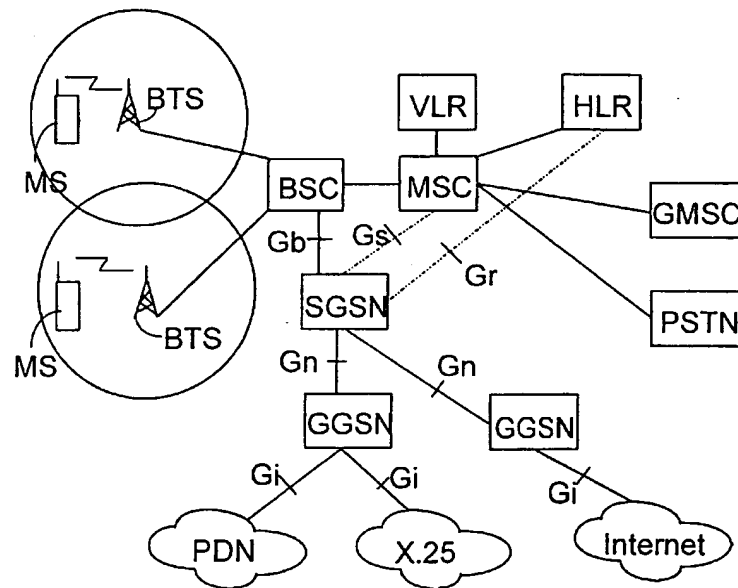 BTS
MS
VLR
HLR
BSC
MSC
GMSC
Gb
Gs
Gr
BTS
MS
SGSN
PSTN
Gn
Gn
GGSN
GGSN
Gi
Gi
Gi
PDN
X.25
Internet